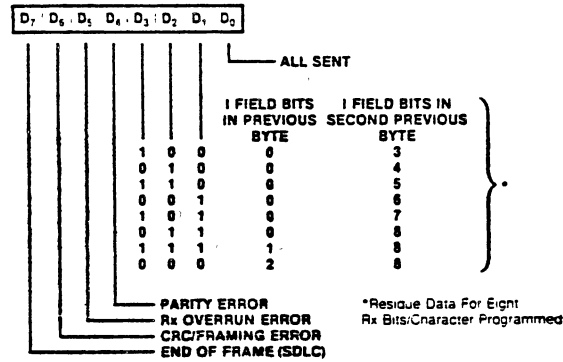 D7 D6 D5 D4 D3 D2 D1 D0
ALL SENT
I FIELD BITS I FIELD BITS IN
IN PREVIOUS SECOND PREVIOUS
BYTE BYTE
1 0 0 0 3
0 1 0 0 4
1 1 0 0 5
0 0 1 0 6
1 0 1 0 7
0 1 1 0 8
1 1 1 1 8
0 0 0 2 8
*
PARITY ERROR
Rx OVERRUN ERROR
CRC/FRAMING ERROR
END OF FRAME (SDLC)
*Residue Data For Eight
Rx Bits/Character Programmed